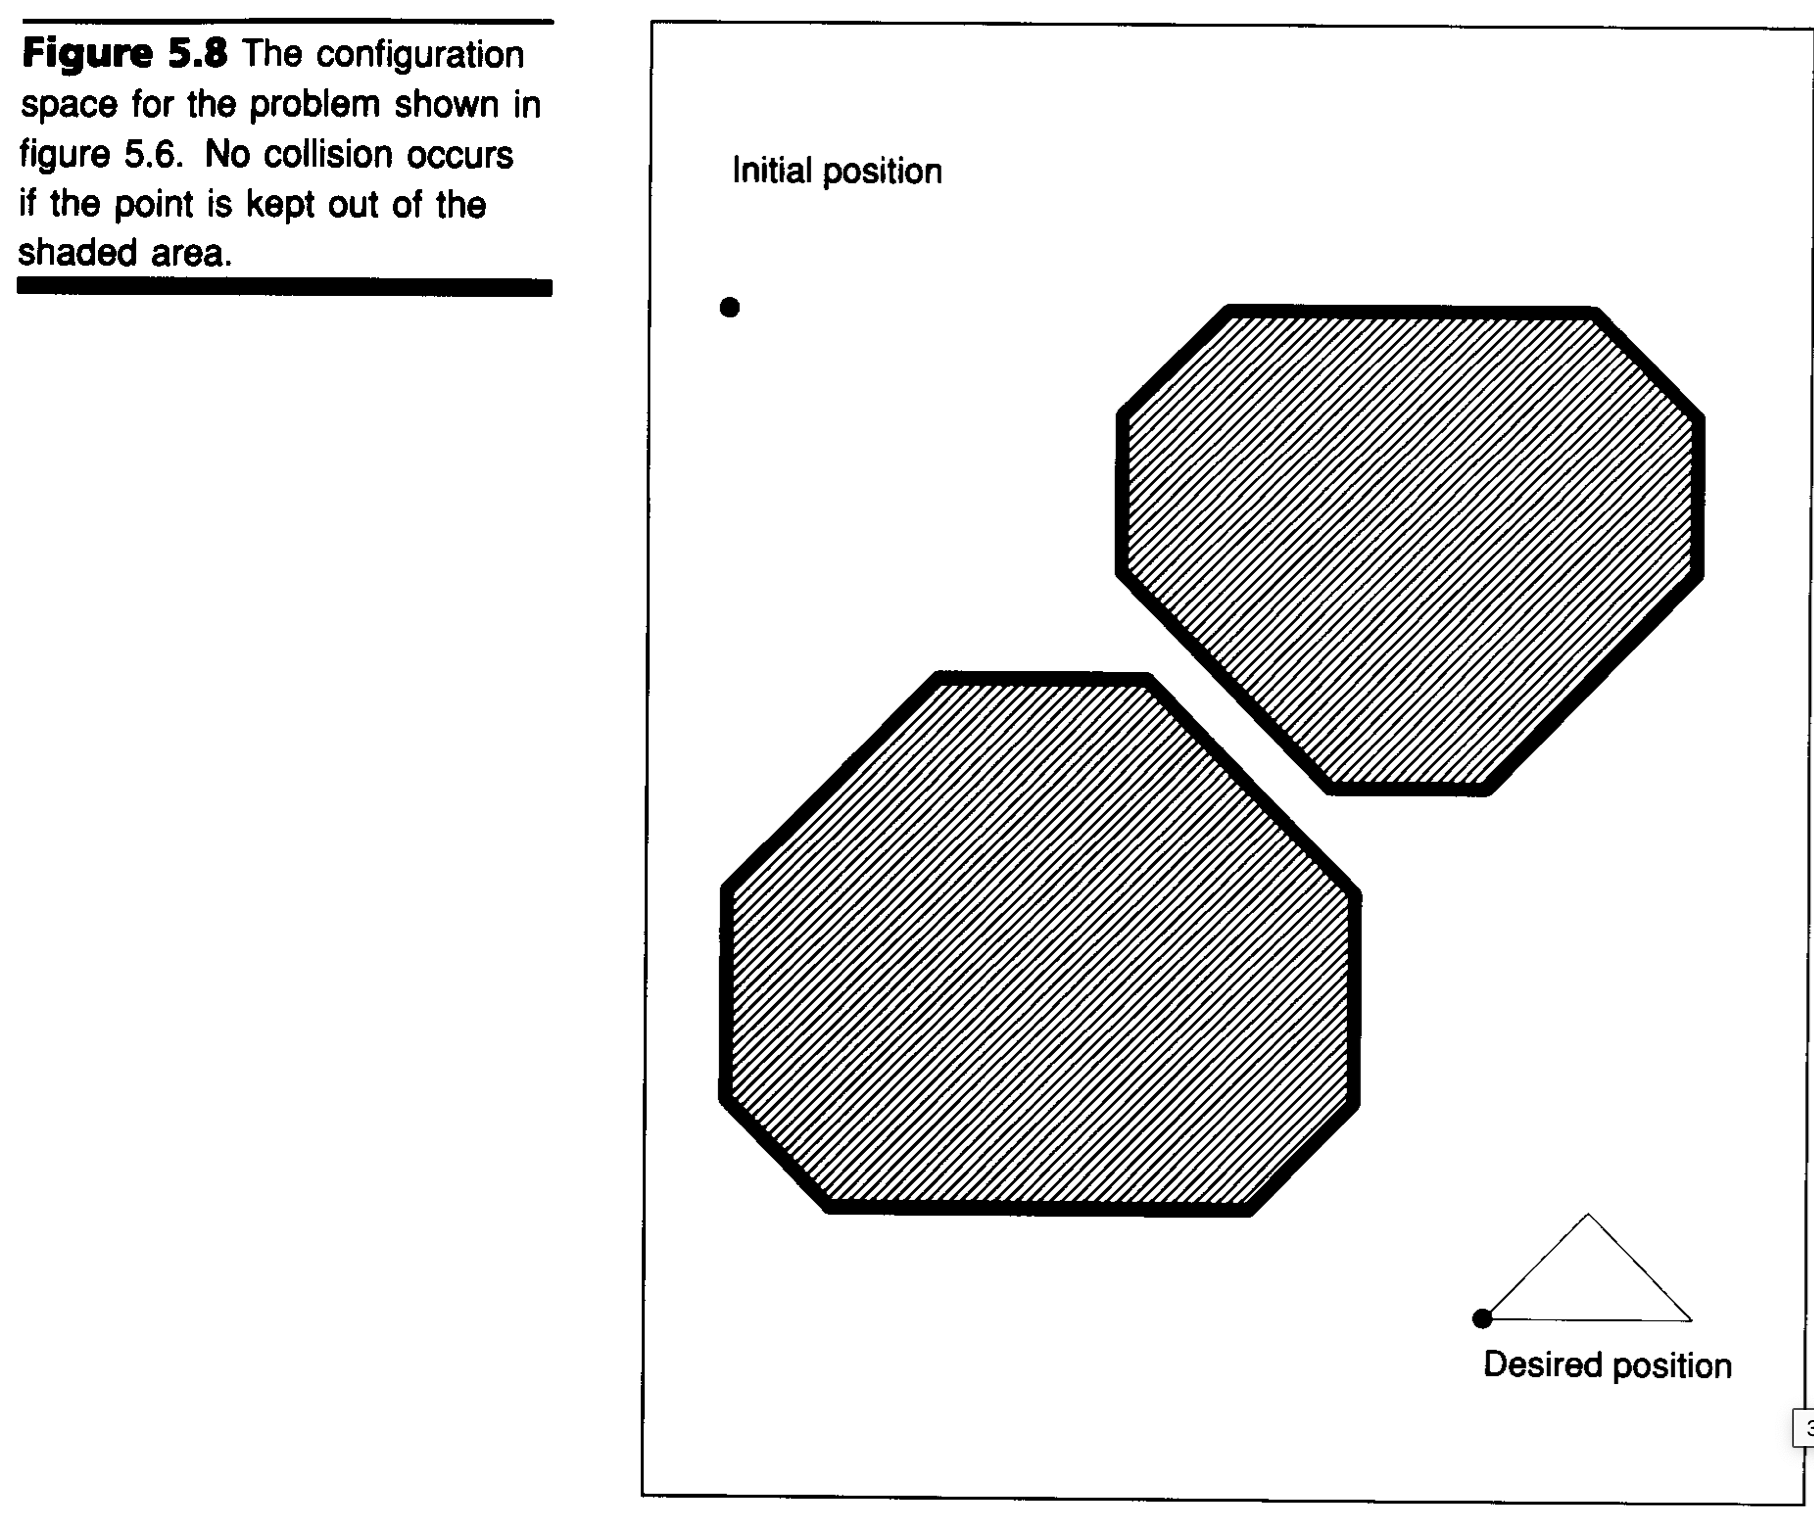 Figure 5.8 The configuration
space for the problem shown in
figure 5.6. No collision occurs
if the point is kept out of the
shaded area.
Initial position
Desired position
3